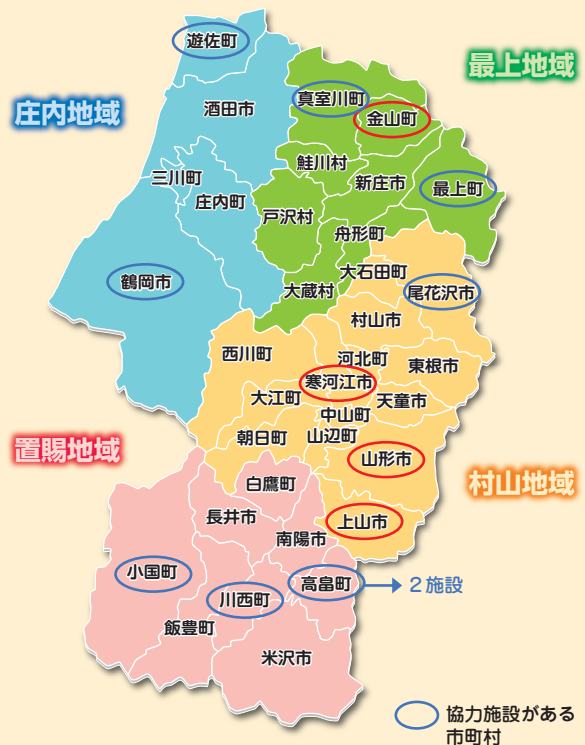 遊佐町
最上地域
真室川町
酒田市
金山町
庄内地域
鮭川村
三川町
新庄市
最上町
庄内町
戸沢村
舟形町
大石田町
鶴岡市
大蔵村
尾花沢市
村山市
西川町
河北町
東根市
寒河江市
大江町
天童市
中山町
朝日町
山辺町
置賜地域
山形市
白鷹町
村山地域
長井市
上山市
南陽市
小国町
高畠町
2施設
川西町
飯豊町
米沢市
協力施設がある
市町村